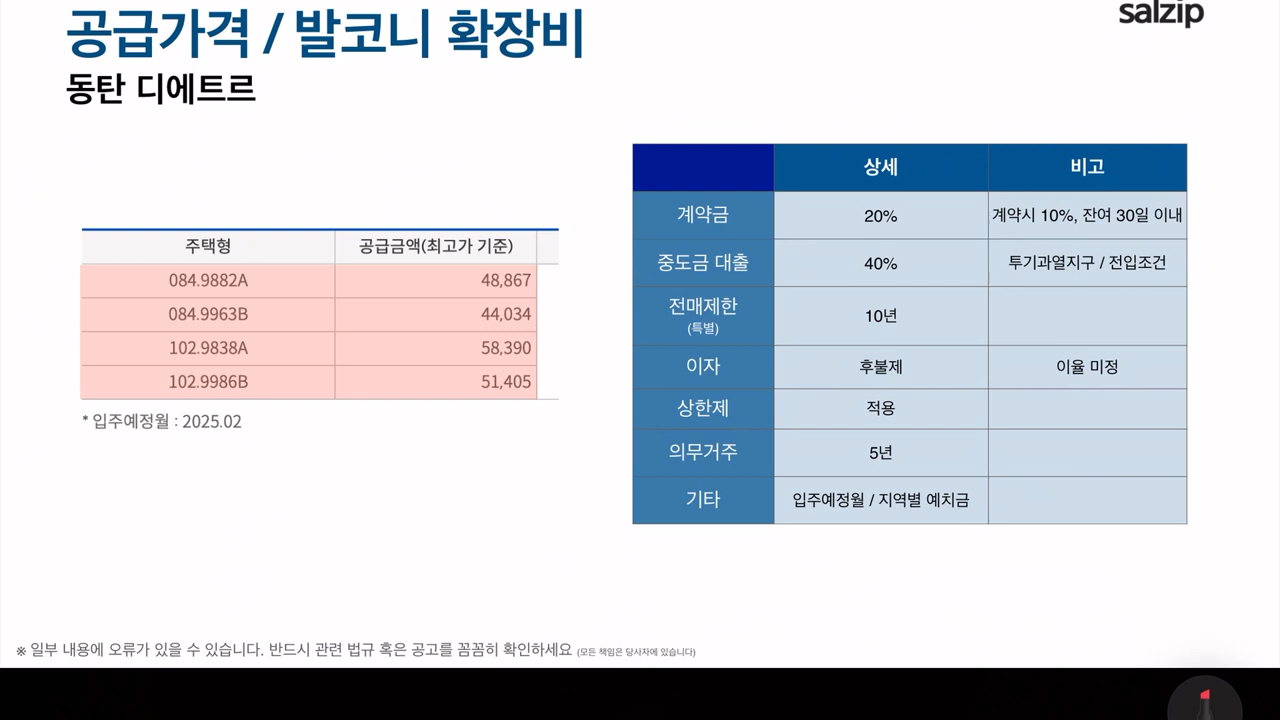 salzip
공급가격 / 발코니 확장비
동탄 디에트르
주택형 공급금액(최고가 기준)
084.9882A 48,867
084.9963B 44,034
102.9838A 58,390
102.9986B 51,405
* 입주예정월 : 2025.02
상세 비고
계약금 20% 계약시 10%, 잔여 30일 이내
중도금 대출 40% 투기과열지구 / 전입조건
전매제한
(특별)
10년
이자 후불제 이율 미정
상한제 적용
의무거주 5년
기타 입주예정월 / 지역별 예치금
※ 일부 내용에 오류가 있을 수 있습니다. 반드시 관련 법규 혹은 공고를 꼼꼼히 확인하세요 (모든 책임은 당사자에 있습니다)